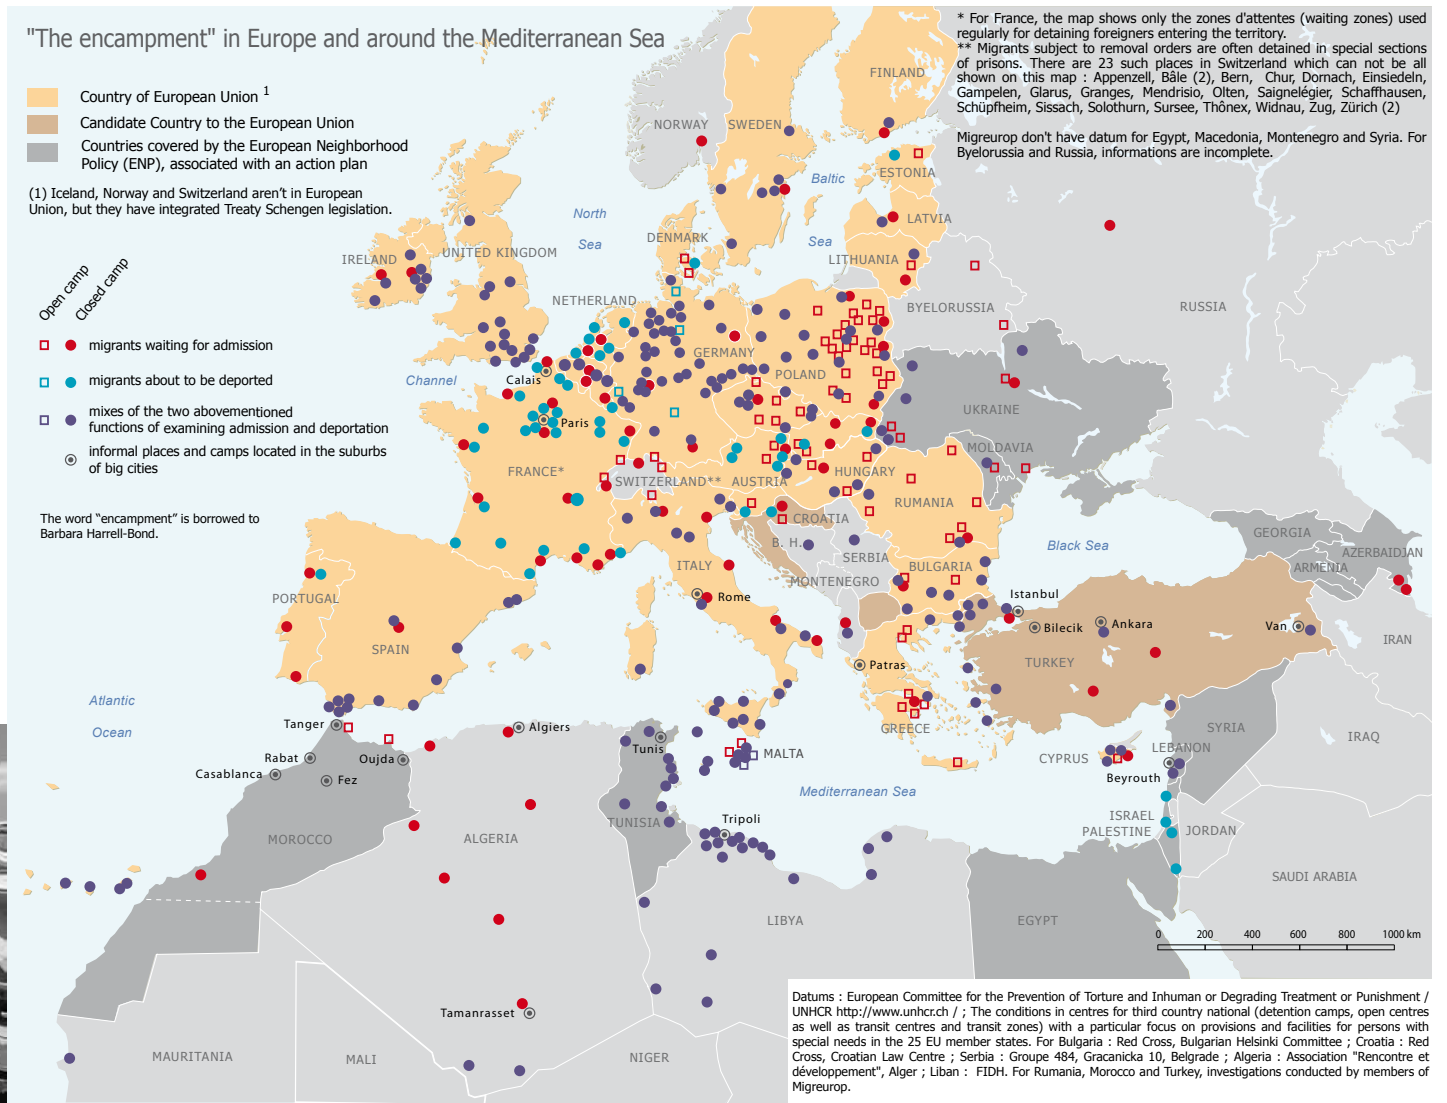 "The encampment" in Europe and around the Mediterranean Sea
Country of European Union 1
Candidate Country to the European Union
Countries covered by the European Neighborhood
Policy (ENP), associated with an action plan
(1) Iceland, Norway and Switzerland aren't in European
Union, but they have integrated Treaty Schengen legislation.
Open camp
Closed camp
migrants waiting for admission
migrants about to be deported
mixes of the two abovementioned
functions of examining admission and deportation
informal places and camps located in the suburbs
of big cities
The word “encampment” is borrowed to
Barbara Harrell-Bond.
* For France, the map shows only the zones d'attentes (waiting zones) used
regularly for detaining foreigners entering the territory.
** Migrants subject to removal orders are often detained in special sections
of prisons. There are 23 such places in Switzerland which can not be all
shown on this map : Appenzell, Bâle (2), Bern, Chur, Dornach, Einsiedeln,
Gampelen, Glarus, Granges, Mendrisio, Olten, Saignelégier, Schaffhausen,
Schüpfheim, Sissach, Solothurn, Sursee, Thônex, Widnau, Zug, Zürich (2)
Migreurop don't have datum for Egypt, Macedonia, Montenegro and Syria. For
Byelorussia and Russia, informations are incomplete.
FINLAND
NORWAY
SWEDEN
ESTONIA
Baltic
Sea
LATVIA
North
Sea
DENMARK
LITHUANIA
IRELAND
UNITED KINGDOM
NETHERLAND
BYELORUSSIA
RUSSIA
GERMANY
POLAND
Channel
Calais
Paris
UKRAINE
MOLDAVIA
FRANCE*
SWITZERLAND**
AUSTRIA
HUNGARY
RUMANIA
CROATIA
B. H.
SERBIA
MONTENEGRO
BULGARIA
Black Sea
GEORGIA
AZERBAIDJAN
ARMENIA
ITALY
Rome
PORTUGAL
SPAIN
Istanbul
Bilecik
Ankara
Van
IRAN
TURKEY
Patras
GREECE
Atlantic
Ocean
Tanger
Algiers
Tunis
MALTA
CYPRUS
LEBANON
Beyrouth
SYRIA
IRAQ
Rabat
Casablanca
Oujda
Fez
Mediterranean Sea
ISRAEL
PALESTINE
JORDAN
MOROCCO
ALGERIA
TUNISIA
Tripoli
SAUDI ARABIA
LIBYA
EGYPT
0 200 400 600 800 1000 km
Tamanrasset
MAURITANIA
MALI
NIGER
Datums : European Committee for the Prevention of Torture and Inhuman or Degrading Treatment or Punishment /
UNHCR http://www.unhcr.ch / ; The conditions in centres for third country national (detention camps, open centres
as well as transit centres and transit zones) with a particular focus on provisions and facilities for persons with
special needs in the 25 EU member states. For Bulgaria : Red Cross, Bulgarian Helsinki Committee ; Croatia : Red
Cross, Croatian Law Centre ; Serbia : Groupe 484, Gracanicka 10, Belgrade ; Algeria : Association "Rencontre et
développement", Alger ; Liban : FIDH. For Rumania, Morocco and Turkey, investigations conducted by members of
Migreurop.